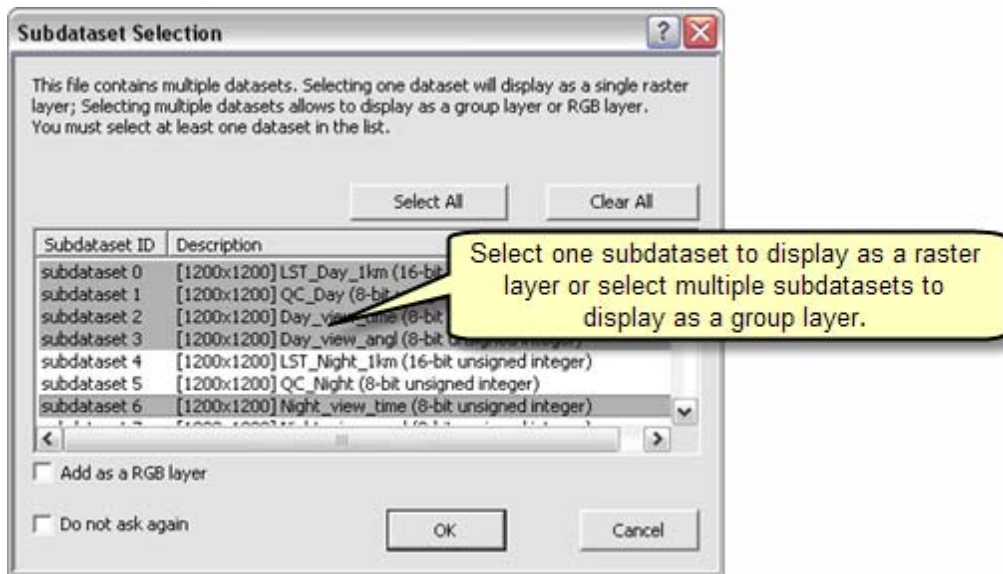 Subdataset Selection
This file contains multiple datasets. Selecting one dataset will display as a single raster
layer; Selecting multiple datasets allows to display as a group layer or RGB layer.
You must select at least one dataset in the list.
Select All
Clear All
Subdataset ID Description
subdataset 0 [1200x1200] LST_Day_1km (16-bit
subdataset 1 [1200x1200] QC_Day (8-bit
subdataset 2 [1200x1200] Day_view_time (8-bit
subdataset 3 [1200x1200] Day_view_angl (8-bit unsigned integer)
subdataset 4 [1200x1200] LST_Night_1km (16-bit unsigned integer)
subdataset 5 [1200x1200] QC_Night (8-bit unsigned integer)
subdataset 6 [1200x1200] Night_view_time (8-bit unsigned integer)
Select one subdataset to display as a raster
layer or select multiple subdatasets to
display as a group layer.
Add as a RGB layer
Do not ask again
OK
Cancel